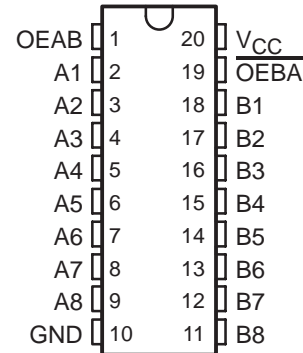 OEAB 1 20 VCC
A1 2 19 OEBA
A2 3 18 B1
A3 4 17 B2
A4 5 16 B3
A5 6 15 B4
A6 7 14 B5
A7 8 13 B6
A8 9 12 B7
GND 10 11 B8